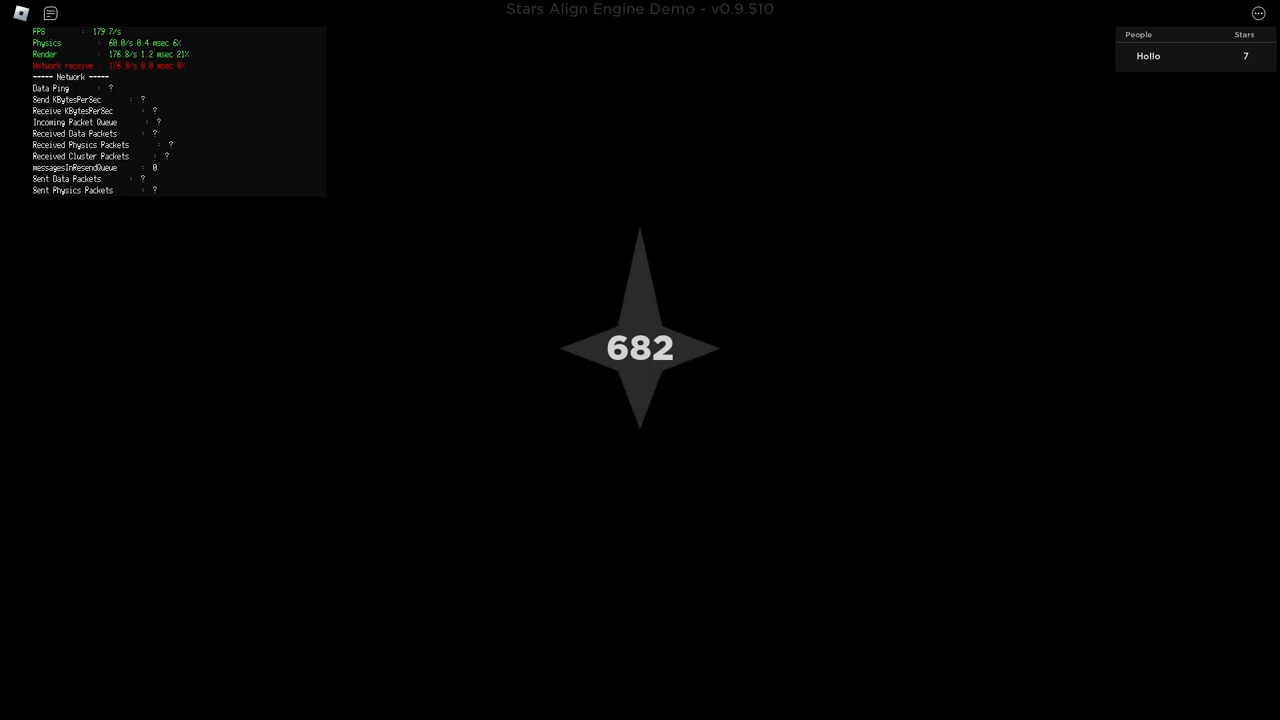 Stars Align Engine Demo - v0.9.510
FPS : 179.7/s
Physics : 60.0/s 0.4 msec 6%
Render : 176.8/s 1.2 msec 21%
Network receive : 176.9/s 0.0 msec 0%
----- Network -----
Data Ping : ?
Send KBytesPerSec : ?
Receive KBytesPerSec : ?
Incoming Packet Queue : ?
Received Data Packets : ?
Received Physics Packets : ?
Received Cluster Packets : ?
messagesInResendQueue : 0
Sent Data Packets : ?
Sent Physics Packets : ?
People Stars
Hollo 7
682